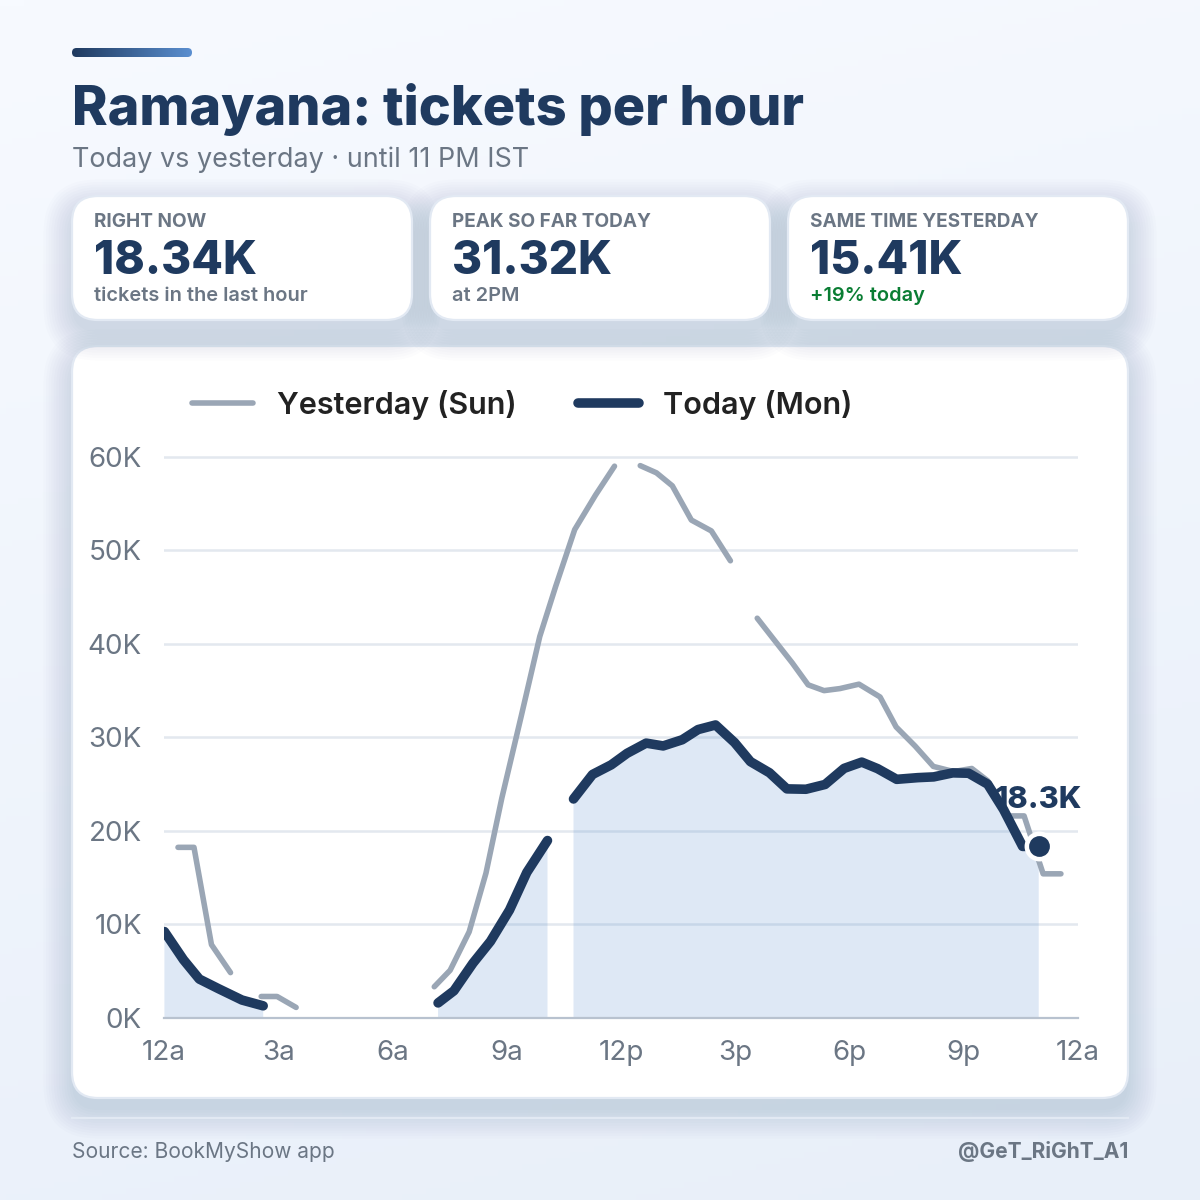 Ramayana: tickets per hour
Today vs yesterday · until 11 PM IST
RIGHT NOW
18.34K
tickets in the last hour
PEAK SO FAR TODAY
31.32K
at 2PM
SAME TIME YESTERDAY
15.41K
+19% today
Yesterday (Sun)
Today (Mon)
60K
50K
40K
30K
20K
10K
0K
18.3K
12a 3a 6a 9a 12p 3p 6p 9p 12a
Source: BookMyShow app
@GeT_RiGhT_A1